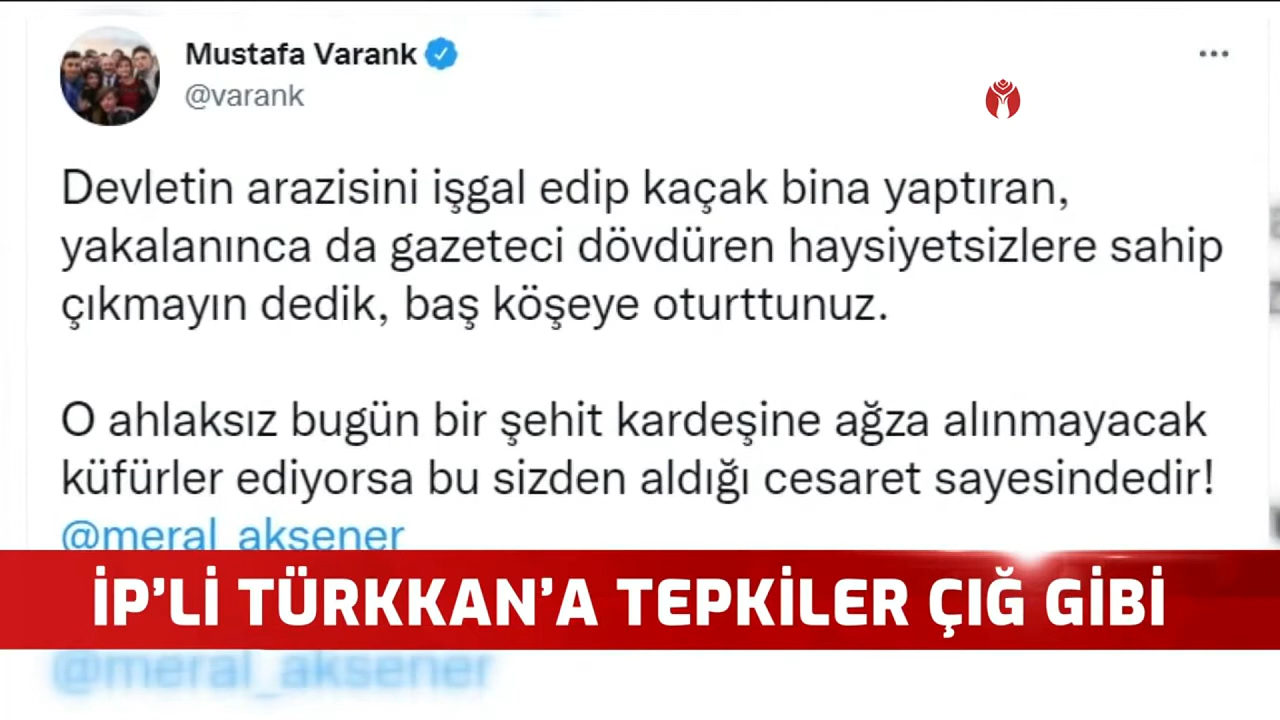 Mustafa Varank
@varank
Devletin arazisini işgal edip kaçak bina yaptıran,
yakalanınca da gazeteci dövdüren haysiyetsizlere sahip
çıkmayın dedik, baş köşeye oturttunuz.
O ahlaksız bugün bir şehit kardeşine ağza alınmayacak
küfürler ediyorsa bu sizden aldığı cesaret sayesindedir!
@meral_aksener
İP’Lİ TÜRKKAN’A TEPKİLER ÇIĞ GİBİ
@meral_aksener